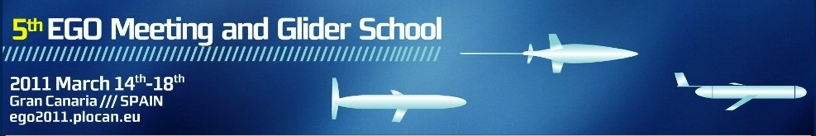 5th EGO Meeting and Glider School
2011 March 14th-18th
Gran Canaria /// SPAIN
ego2011.plocan.eu